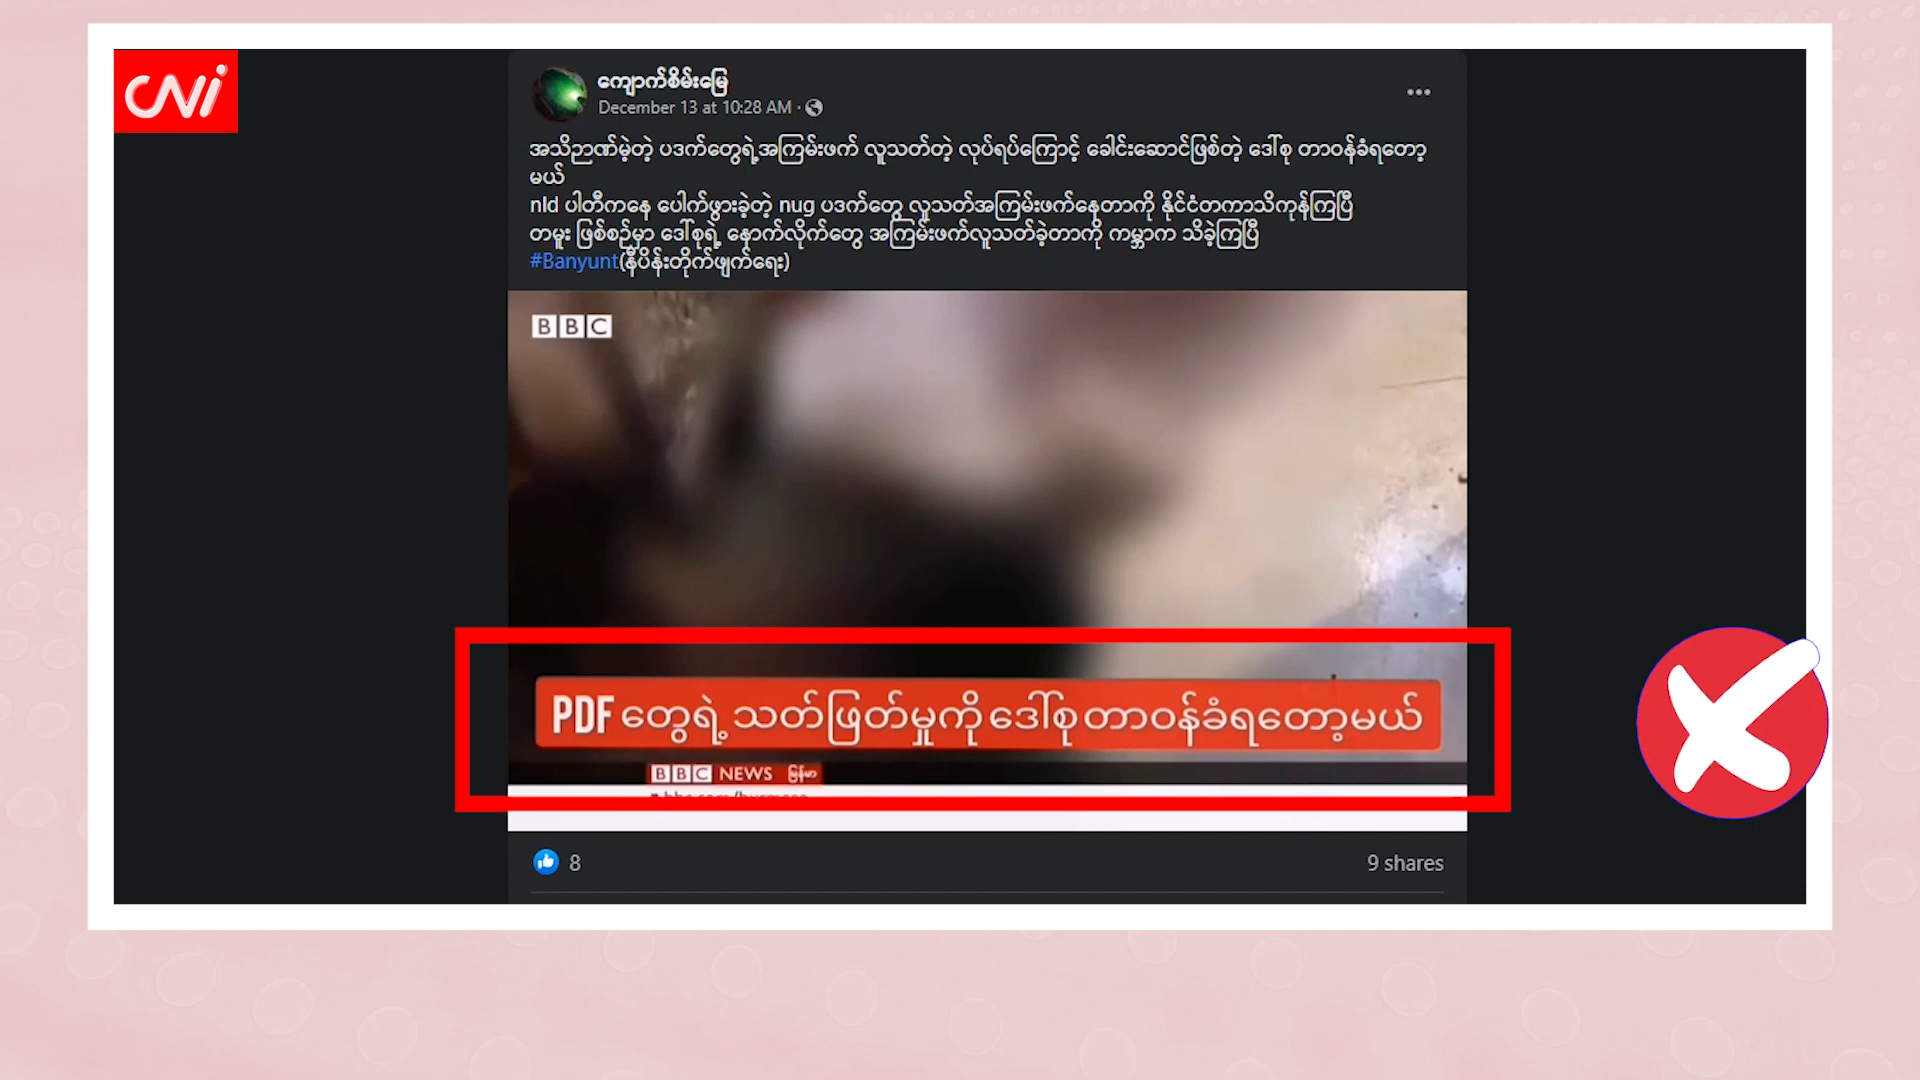 CNi
ကျောက်စိမ်းမြေ
December 13 at 10:28 AM ·
အသိဉာဏ်မဲ့တဲ့ ပဒက်တွေရဲ့အကြမ်းဖက် လူသတ်တဲ့ လုပ်ရပ်ကြောင့် ခေါင်းဆောင်ဖြစ်တဲ့ ဒေါ်စု တာဝန်ခံရတော့
မယ်
nld ပါတီကနေ ပေါက်ဖွားခဲ့တဲ့ nug ပဒက်တွေ လူသတ်အကြမ်းဖက်နေတာကို နိုင်ငံတကာသိကုန်ကြပြီ
တမူး ဖြစ်စဉ်မှာ ဒေါ်စုရဲ့ နောက်လိုက်တွေ အကြမ်းဖက်လူသတ်ခဲ့တာကို ကမ္ဘာက သိခဲ့ကြပြီ
#Banyunt(နီပိန်းတိုက်ဖျက်ရေး)
BBC
PDF တွေရဲ့ သတ်ဖြတ်မှုကို ဒေါ်စု တာဝန်ခံရတော့မယ်
BBC NEWS မြန်မာ
8
9 shares